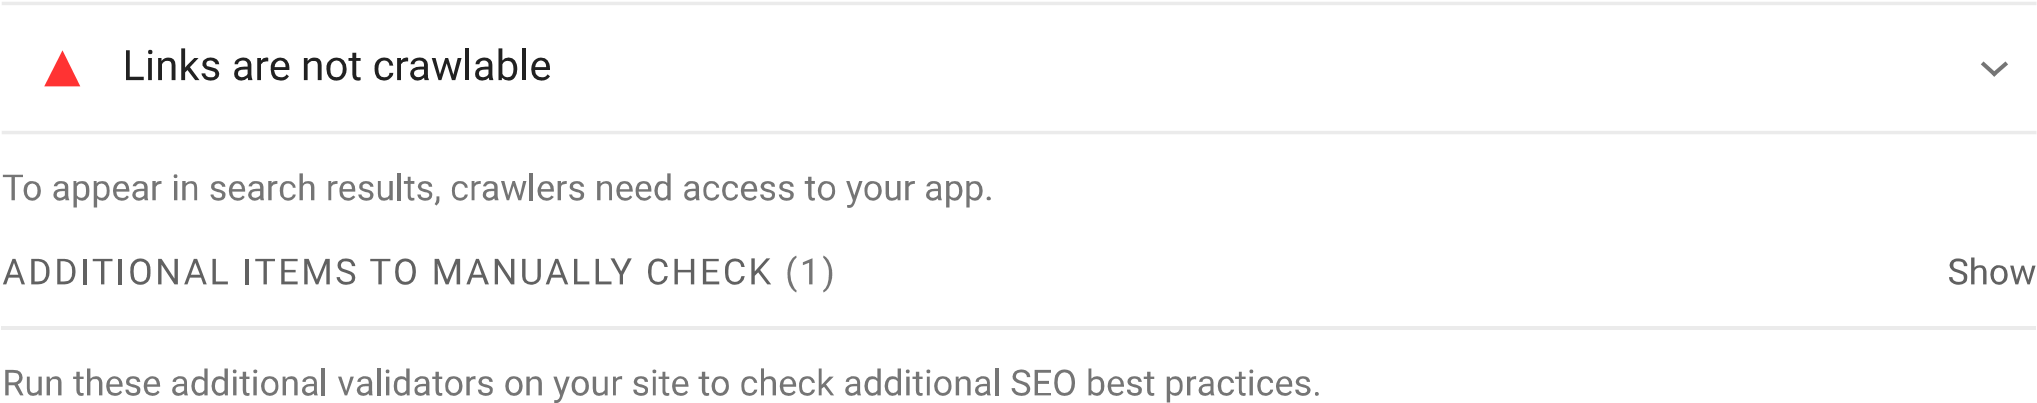 Links are not crawlable
To appear in search results, crawlers need access to your app.
ADDITIONAL ITEMS TO MANUALLY CHECK (1) Show
Run these additional validators on your site to check additional SEO best practices.